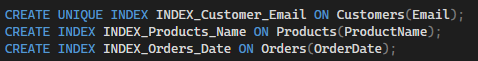 CREATE UNIQUE INDEX INDEX_Customer_Email ON Customers(Email);
CREATE INDEX INDEX_Products_Name ON Products(ProductName);
CREATE INDEX INDEX_Orders_Date ON Orders(OrderDate);